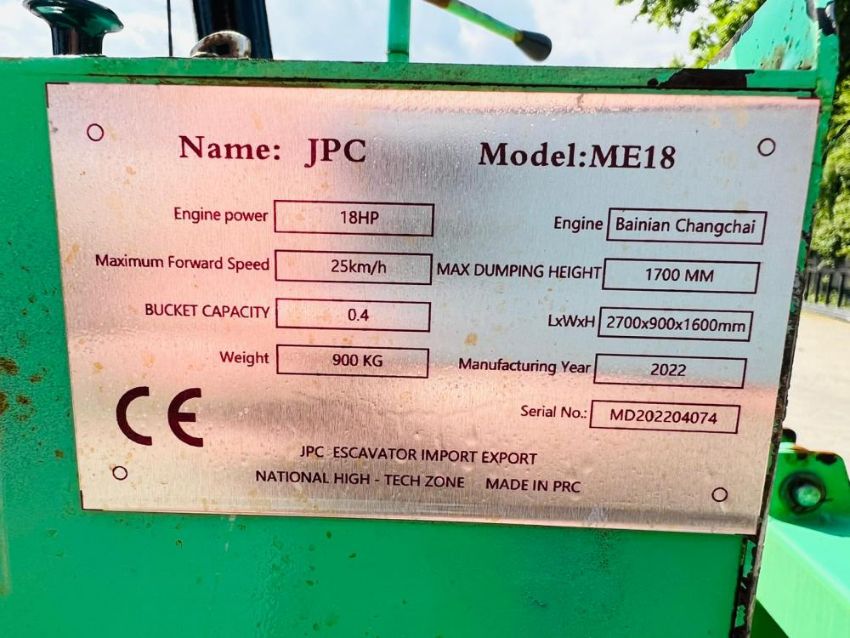 Name: JPC Model:ME18
Engine power 18HP Engine Bainian Changchai
Maximum Forward Speed 25km/h MAX DUMPING HEIGHT 1700 MM
BUCKET CAPACITY 0.4 LxWxH 2700x900x1600mm
Weight 900 KG Manufacturing Year 2022
CE Serial No.: MD202204074
JPC ESCAVATOR IMPORT EXPORT
NATIONAL HIGH - TECH ZONE MADE IN PRC